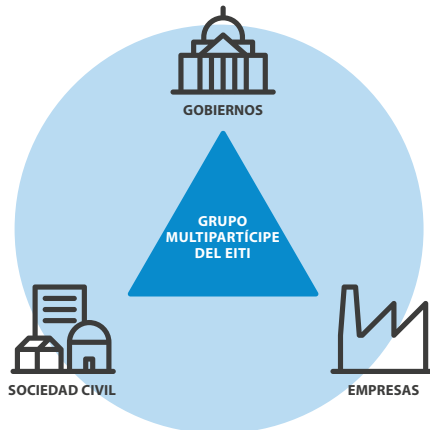 GOBIERNOS
GRUPO
MULTIPARTÍCIPE
DEL EITI
SOCIEDAD CIVIL
EMPRESAS